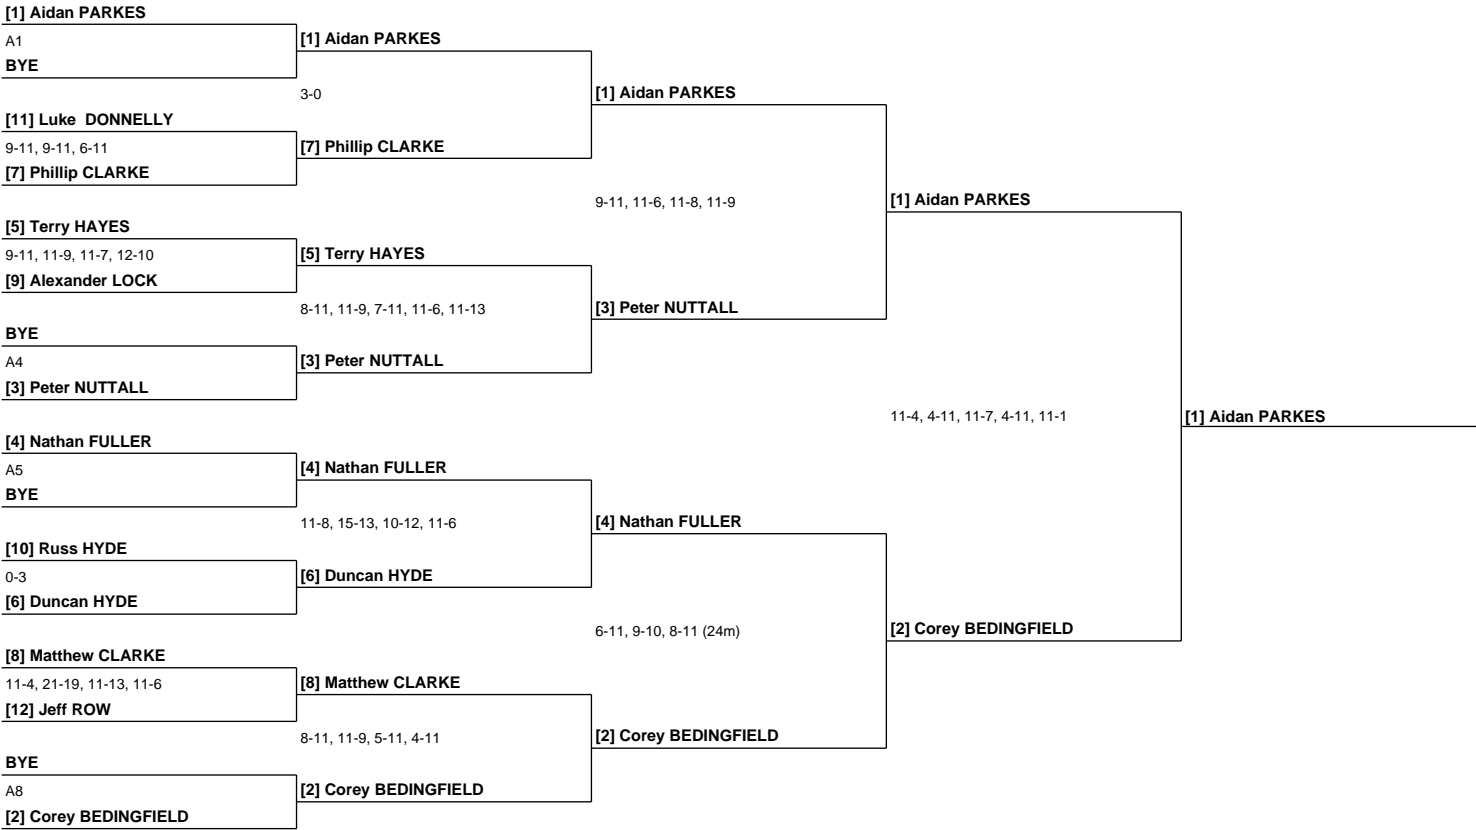 [1] Aidan PARKES
A1
BYE
[11] Luke  DONNELLY
9-11, 9-11, 6-11
[7] Phillip CLARKE
[5] Terry HAYES
9-11, 11-9, 11-7, 12-10
[9] Alexander LOCK
BYE
A4
[3] Peter NUTTALL
[4] Nathan FULLER
A5
BYE
[10] Russ HYDE
0-3
[6] Duncan HYDE
[8] Matthew CLARKE
11-4, 21-19, 11-13, 11-6
[12] Jeff ROW
BYE
A8
[2] Corey BEDINGFIELD
[1] Aidan PARKES
3-0
[7] Phillip CLARKE
[5] Terry HAYES
8-11, 11-9, 7-11, 11-6, 11-13
[3] Peter NUTTALL
[4] Nathan FULLER
11-8, 15-13, 10-12, 11-6
[6] Duncan HYDE
[8] Matthew CLARKE
8-11, 11-9, 5-11, 4-11
[2] Corey BEDINGFIELD
[1] Aidan PARKES
9-11, 11-6, 11-8, 11-9
[3] Peter NUTTALL
[4] Nathan FULLER
6-11, 9-10, 8-11 (24m)
[2] Corey BEDINGFIELD
[1] Aidan PARKES
11-4, 4-11, 11-7, 4-11, 11-1
[2] Corey BEDINGFIELD
[1] Aidan PARKES